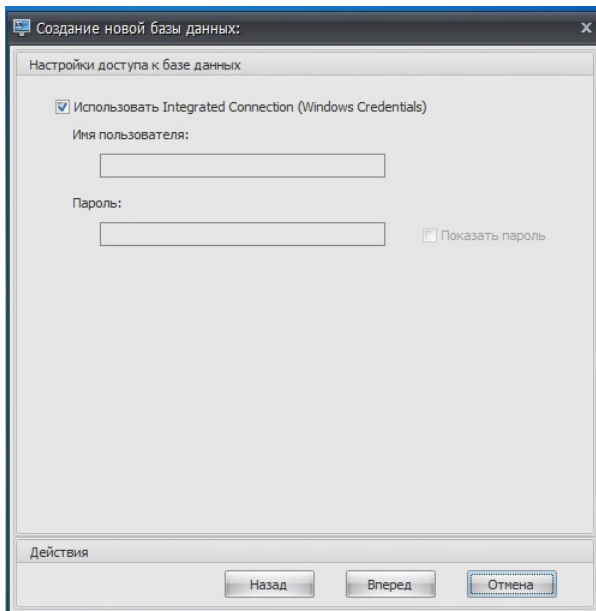 Создание новой базы данных:
Настройки доступа к базе данных
Использовать Integrated Connection (Windows Credentials)
Имя пользователя:
Пароль:
Показать пароль
Действия
Назад Вперед Отмена